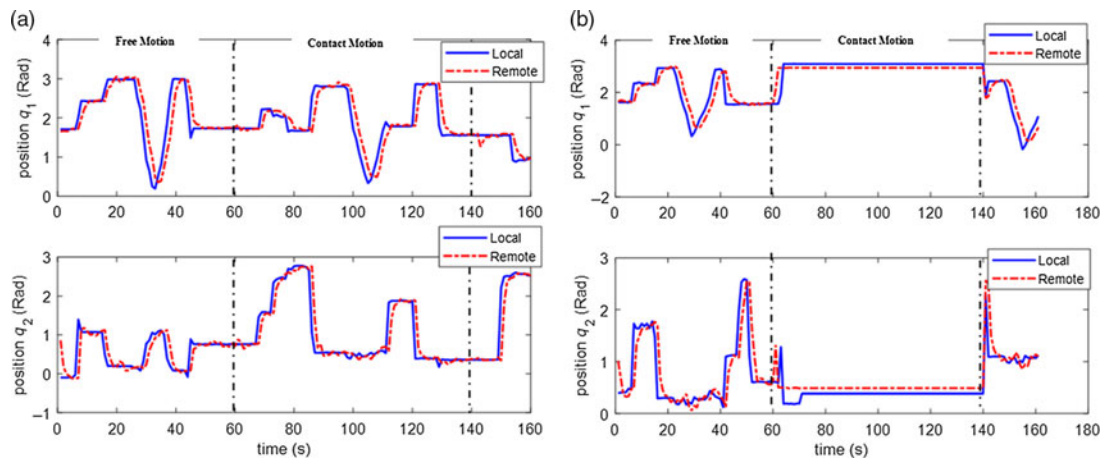 (a)
Free Motion
Contact Motion
Local
Remote
position q1 (Rad)
4
3
2
1
0
0 20 40 60 80 100 120 140 160
Local
Remote
position q2 (Rad)
3
2
1
0
–1
0 20 40 60 80 100 120 140 160
time (s)
(b)
Free Motion
Contact Motion
Local
Remote
position q1 (Rad)
4
2
0
–2
0 20 40 60 80 100 120 140 160 180
Local
Remote
position q2 (Rad)
3
2
1
0
0 20 40 60 80 100 120 140 160 180
time (s)